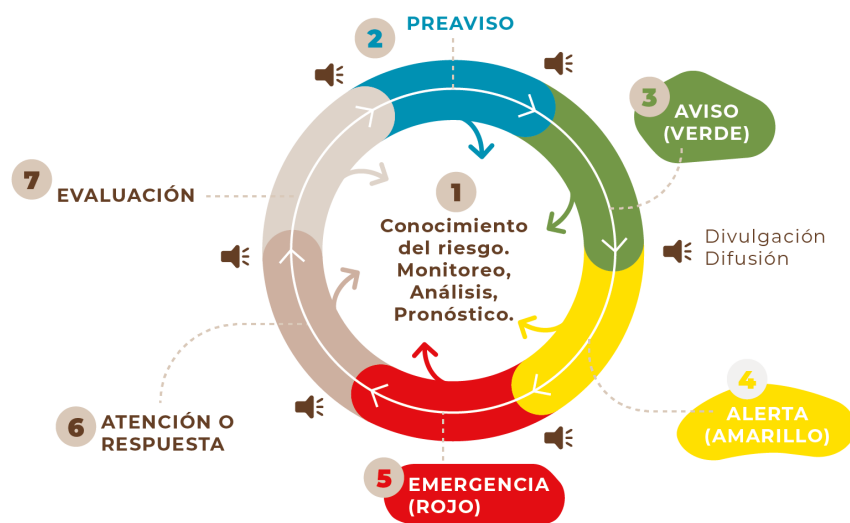 1
Conocimiento
del riesgo.
Monitoreo,
Análisis,
Pronóstico.
2
PREAVISO
3
AVISO
(VERDE)
Divulgación
Difusión
4
ALERTA
(AMARILLO)
5
EMERGENCIA
(ROJO)
6
ATENCIÓN O
RESPUESTA
7
EVALUACIÓN